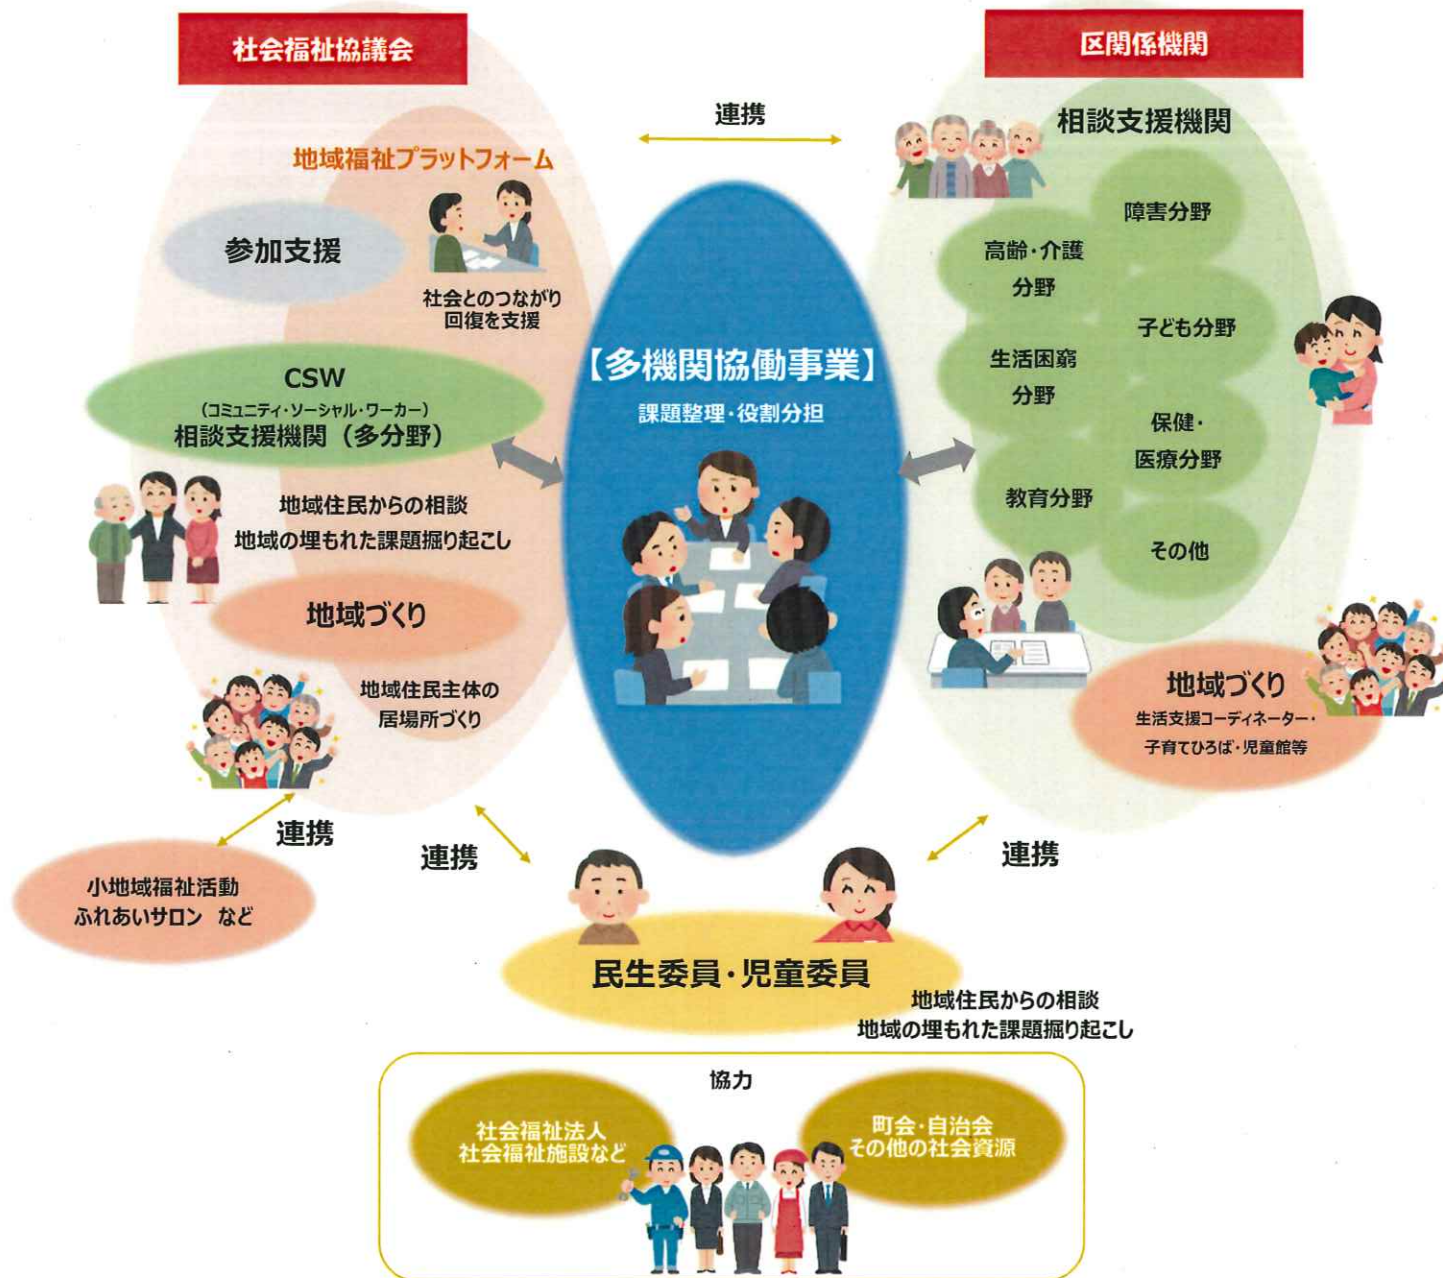 社会福祉協議会
区関係機関
連携
地域福祉プラットフォーム
参加支援
社会とのつながり
回復を支援
CSW
(コミュニティ・ソーシャル・ワーカー)
相談支援機関(多分野)
地域住民からの相談
地域の埋もれた課題掘り起こし
地域づくり
地域住民主体の
居場所づくり
【多機関協働事業】
課題整理・役割分担
相談支援機関
障害分野
高齢・介護
分野
子ども分野
生活困窮
分野
保健・
医療分野
教育分野
その他
地域づくり
生活支援コーディネーター・
子育てひろば・児童館等
連携
連携
連携
小地域福祉活動
ふれあいサロン など
民生委員・児童委員
地域住民からの相談
地域の埋もれた課題掘り起こし
協力
社会福祉法人
社会福祉施設など
町会・自治会
その他の社会資源